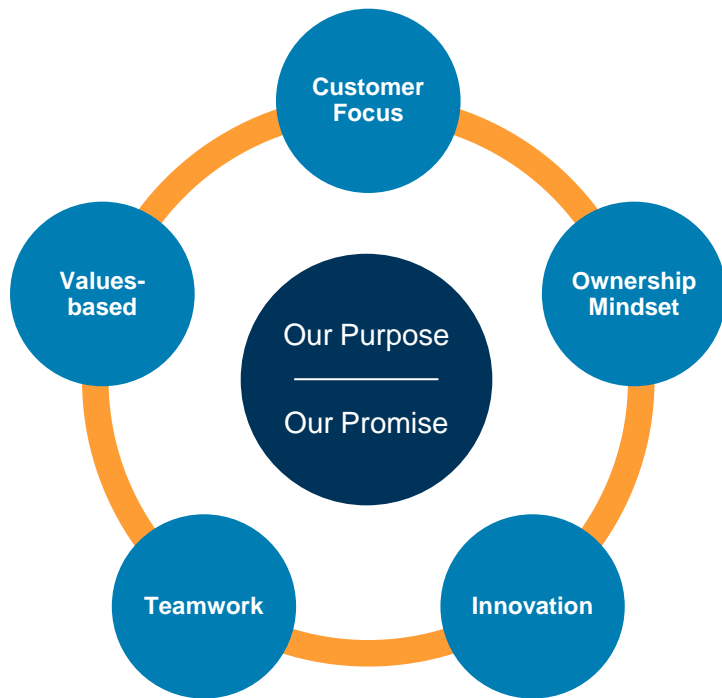 Customer
Focus
Values-
based
Ownership
Mindset
Our Purpose
Our Promise
Teamwork
Innovation